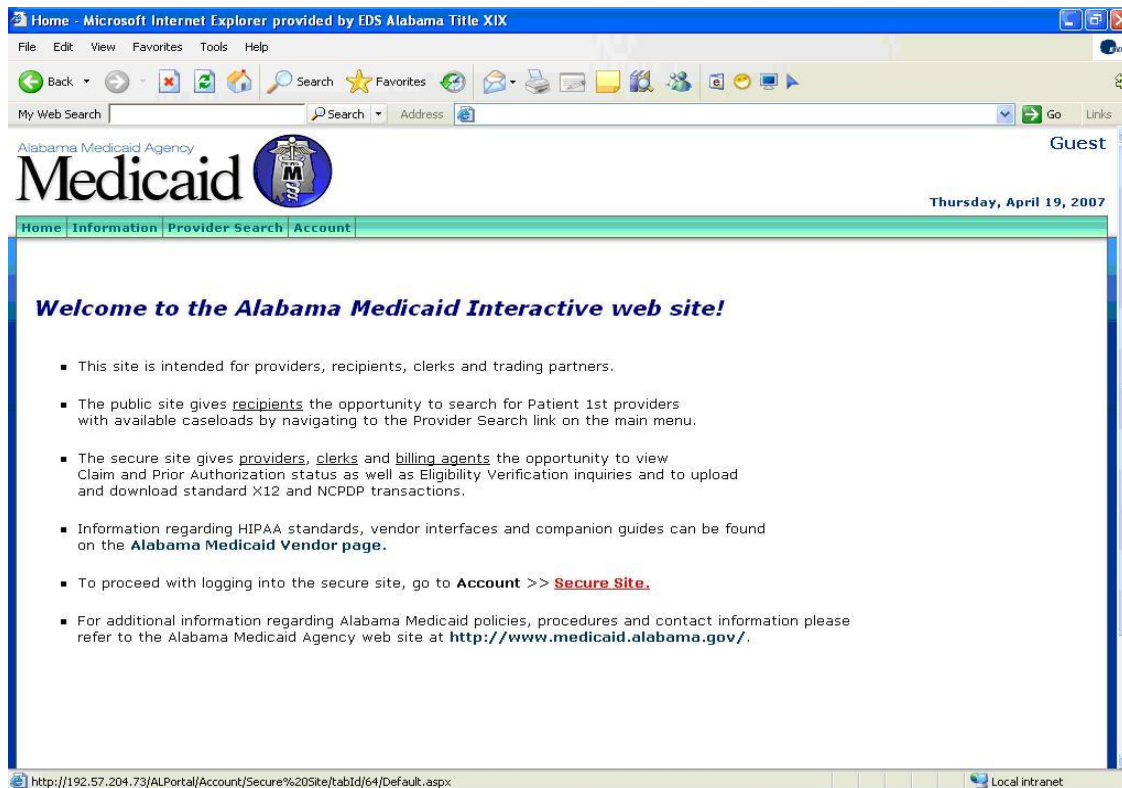 Home - Microsoft Internet Explorer provided by EDS Alabama Title XIX
File Edit View Favorites Tools Help
Back Search Favorites
My Web Search Search Address Go Links
Alabama Medicaid Agency
Medicaid
M
Guest
Thursday, April 19, 2007
Home Information Provider Search Account
Welcome to the Alabama Medicaid Interactive web site!
This site is intended for providers, recipients, clerks and trading partners.
The public site gives recipients the opportunity to search for Patient 1st providers
with available caseloads by navigating to the Provider Search link on the main menu.
The secure site gives providers, clerks and billing agents the opportunity to view
Claim and Prior Authorization status as well as Eligibility Verification inquiries and to upload
and download standard X12 and NCPDP transactions.
Information regarding HIPAA standards, vendor interfaces and companion guides can be found
on the Alabama Medicaid Vendor page.
To proceed with logging into the secure site, go to Account >> Secure Site.
For additional information regarding Alabama Medicaid policies, procedures and contact information please
refer to the Alabama Medicaid Agency web site at http://www.medicaid.alabama.gov/.
http://192.57.204.73/ALPortal/Account/Secure%20Site/tabId/64/Default.aspx
Local intranet